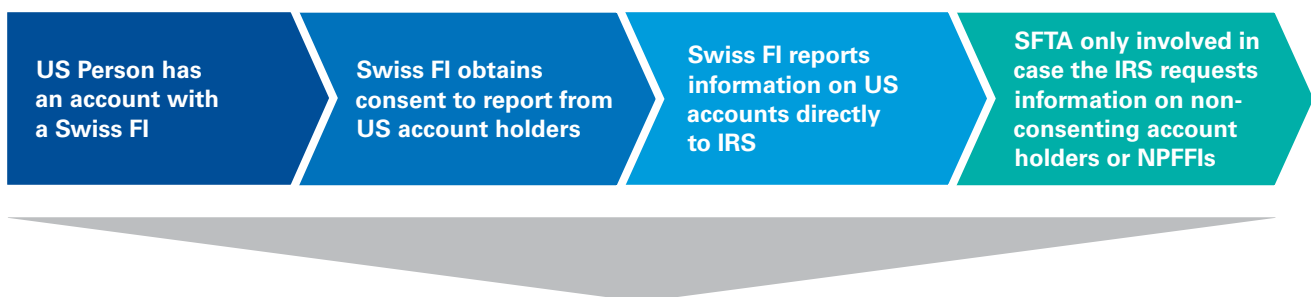 US Person has
an account with
a Swiss FI
Swiss FI obtains
consent to report from
US account holders
Swiss FI reports
information on US
accounts directly
to IRS
SFTA only involved in
case the IRS requests
information on non-
consenting account
holders or NPFFIs